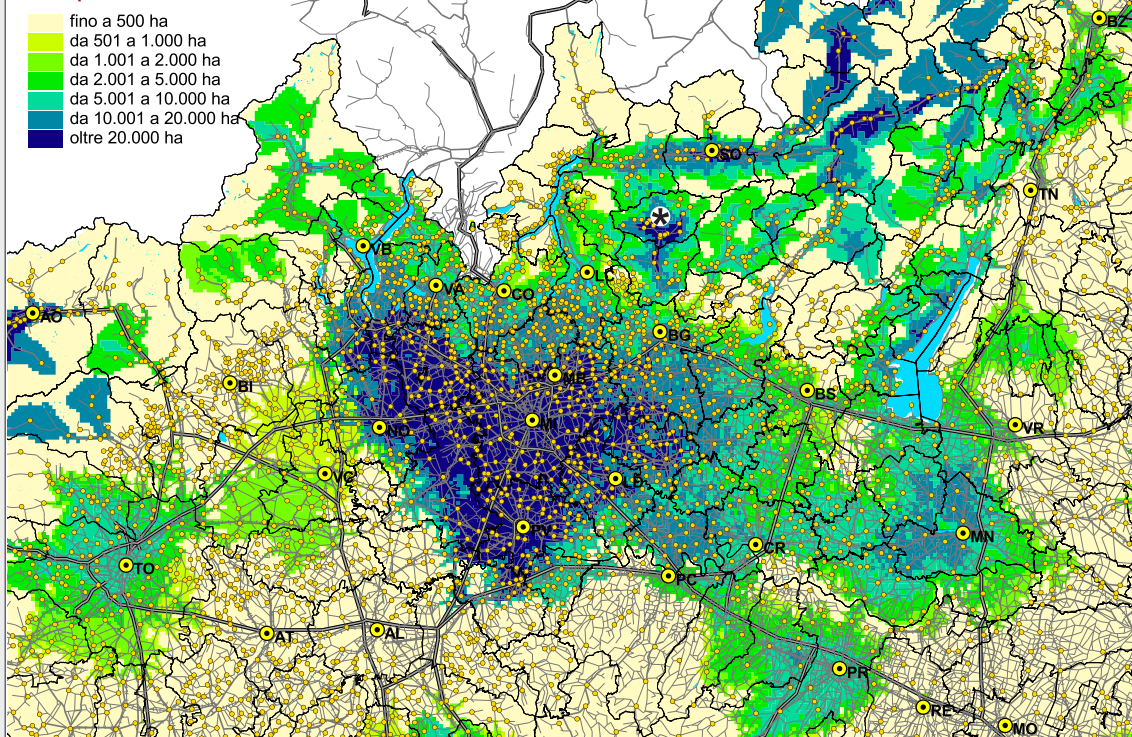 fino a 500 ha
da 501 a 1.000 ha
da 1.001 a 2.000 ha
da 2.001 a 5.000 ha
da 5.001 a 10.000 ha
da 10.001 a 20.000 ha
oltre 20.000 ha
BZ
SO
*
TN
VB
LC
VA
CO
AO
BG
MB
BI
BS
MI
NO
VR
VC
LO
PV
MN
CR
TO
PC
AT
AL
PR
RE
MO